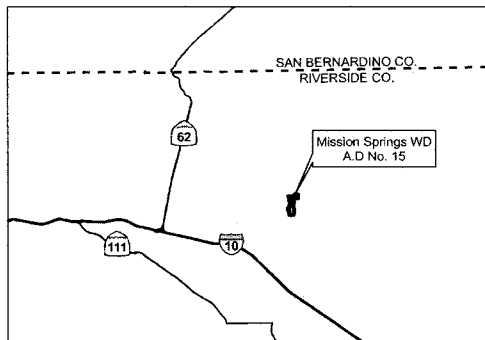 SAN BERNARDINO CO.
RIVERSIDE CO.
62
Mission Springs WD
A.D No. 15
10
111